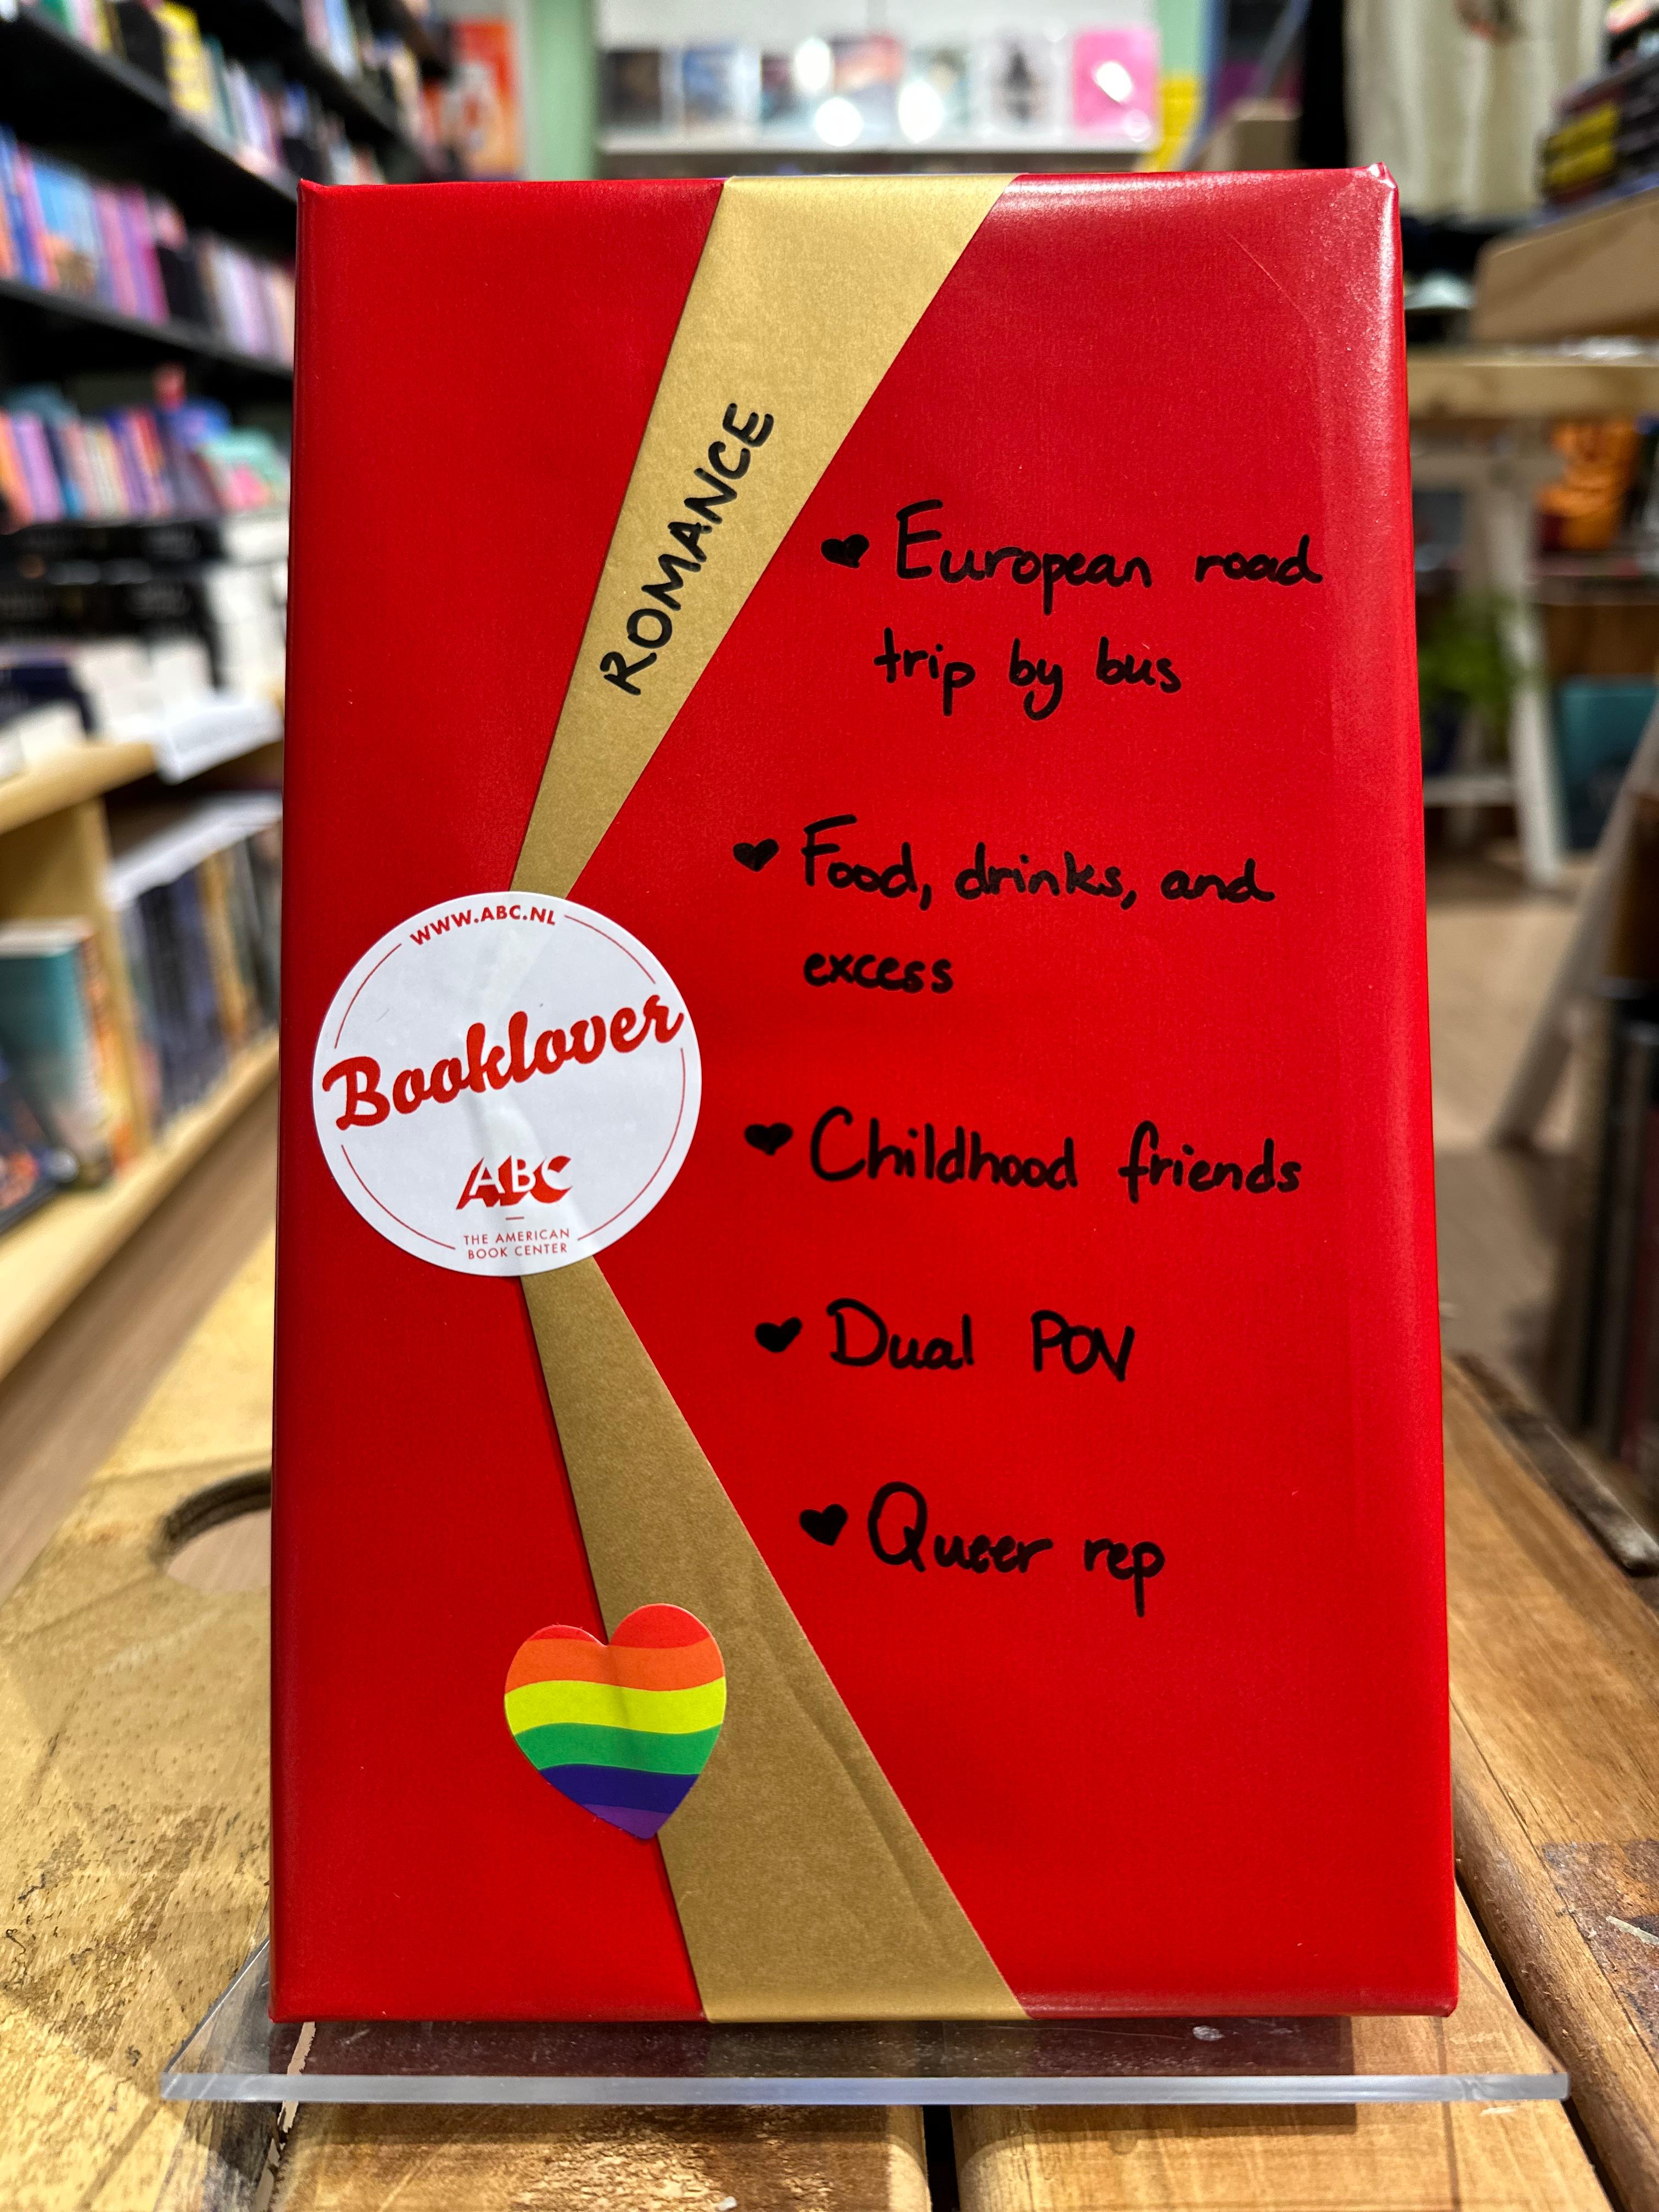 ROMANCE
European road
trip by bus
Food, drinks, and
excess
Childhood friends
Dual POV
Queer rep
WWW.ABC.NL
Booklover
ABC
THE AMERICAN
BOOK CENTER